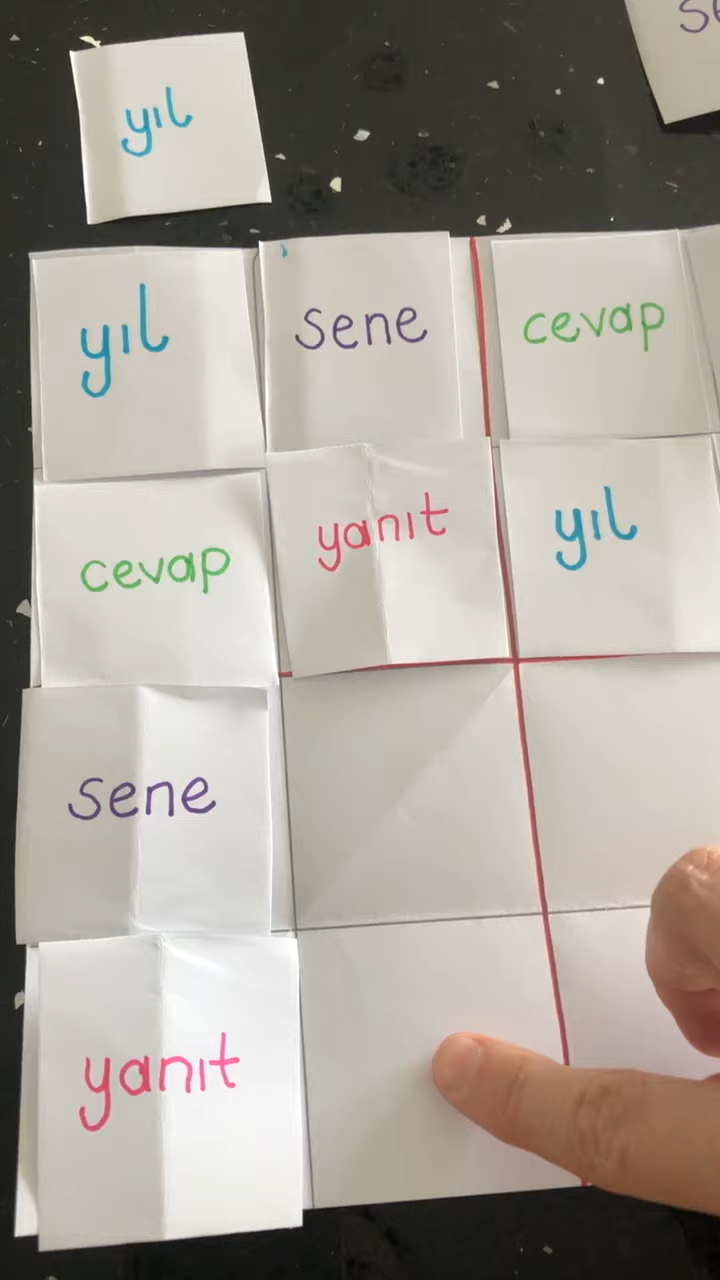 yıl
yıl sene cevap
cevap yanıt yıl
sene
yanıt